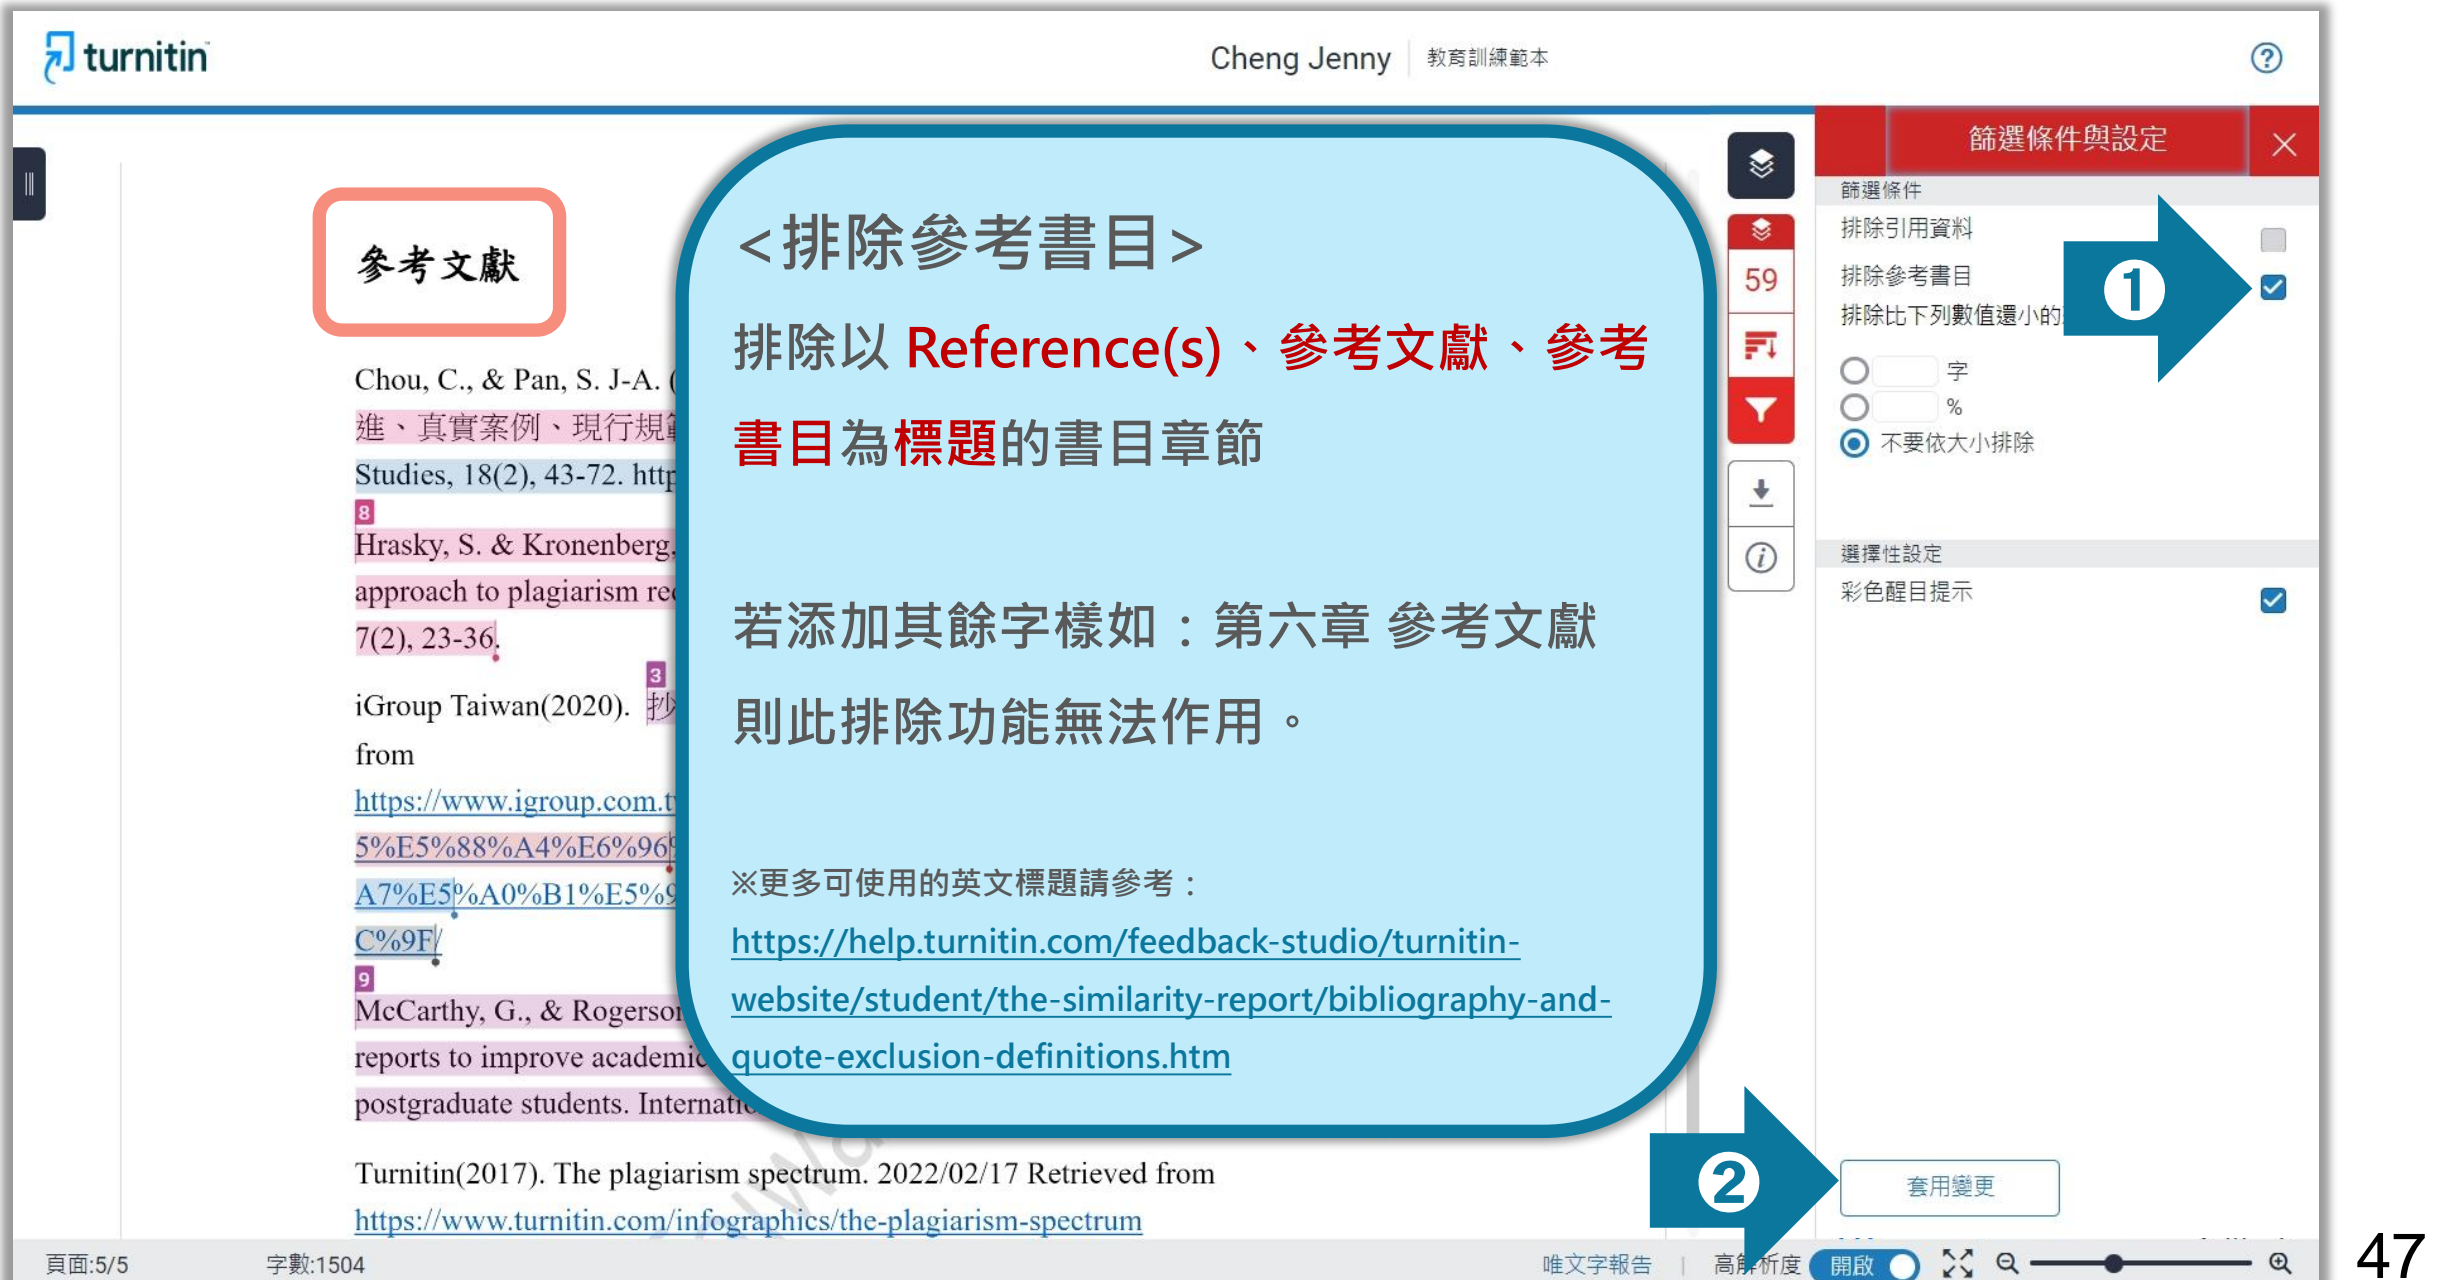 turnitin
Cheng Jenny
教育訓練範本
參考文獻
Chou, C., & Pan, S. J-A. (
進、真實案例、現行規
Studies, 18(2), 43-72. http
8
Hrasky, S. & Kronenberg,
approach to plagiarism re
7(2), 23-36.
3
iGroup Taiwan(2020). 抄
from
https://www.igroup.com.t
5%E5%88%A4%E6%96%
A7%E5%A0%B1%E5%9
C%9F/
9
McCarthy, G., & Rogerson
reports to improve academic
postgraduate students. Internatio
Turnitin(2017). The plagiarism spectrum. 2022/02/17 Retrieved from
https://www.turnitin.com/infographics/the-plagiarism-spectrum
<排除參考書目>
排除以 Reference(s)、參考文獻、參考
書目為標題的書目章節
若添加其餘字樣如：第六章 參考文獻
則此排除功能無法作用。
※更多可使用的英文標題請參考：
https://help.turnitin.com/feedback-studio/turnitin-
website/student/the-similarity-report/bibliography-and-
quote-exclusion-definitions.htm
59
篩選條件與設定
篩選條件
排除引用資料
排除參考書目
排除比下列數值還小的
字
%
不要依大小排除
選擇性設定
彩色醒目提示
❶
❷
套用變更
頁面:5/5
字數:1504
唯文字報告
高解析度
開啟
47